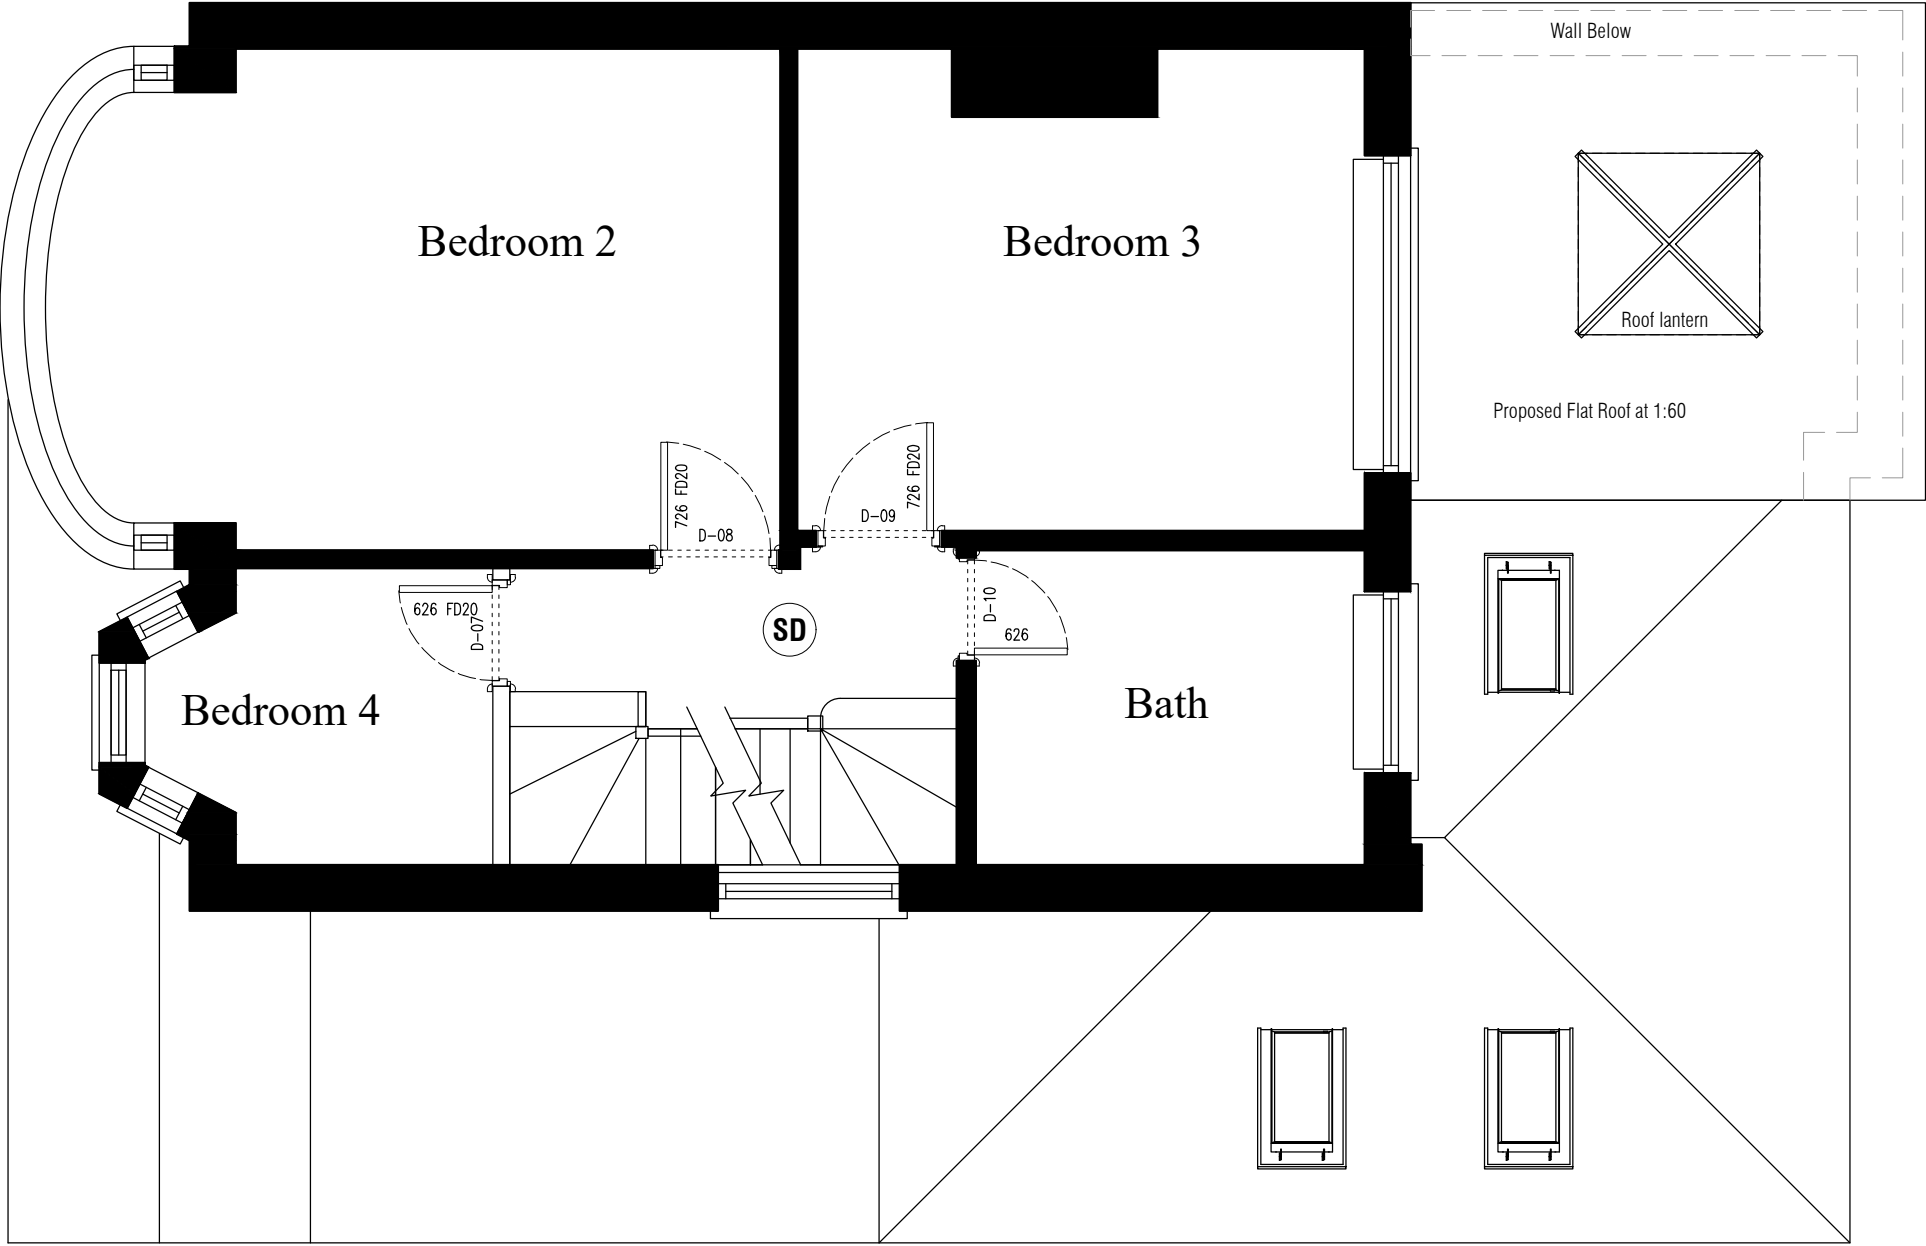 Wall Below
Bedroom 2
Bedroom 3
Roof lantern
Proposed Flat Roof at 1:60
726 FD20
D-08
D-09
726 FD20
626 FD20
D-07
SD
D-10
626
Bedroom 4
Bath